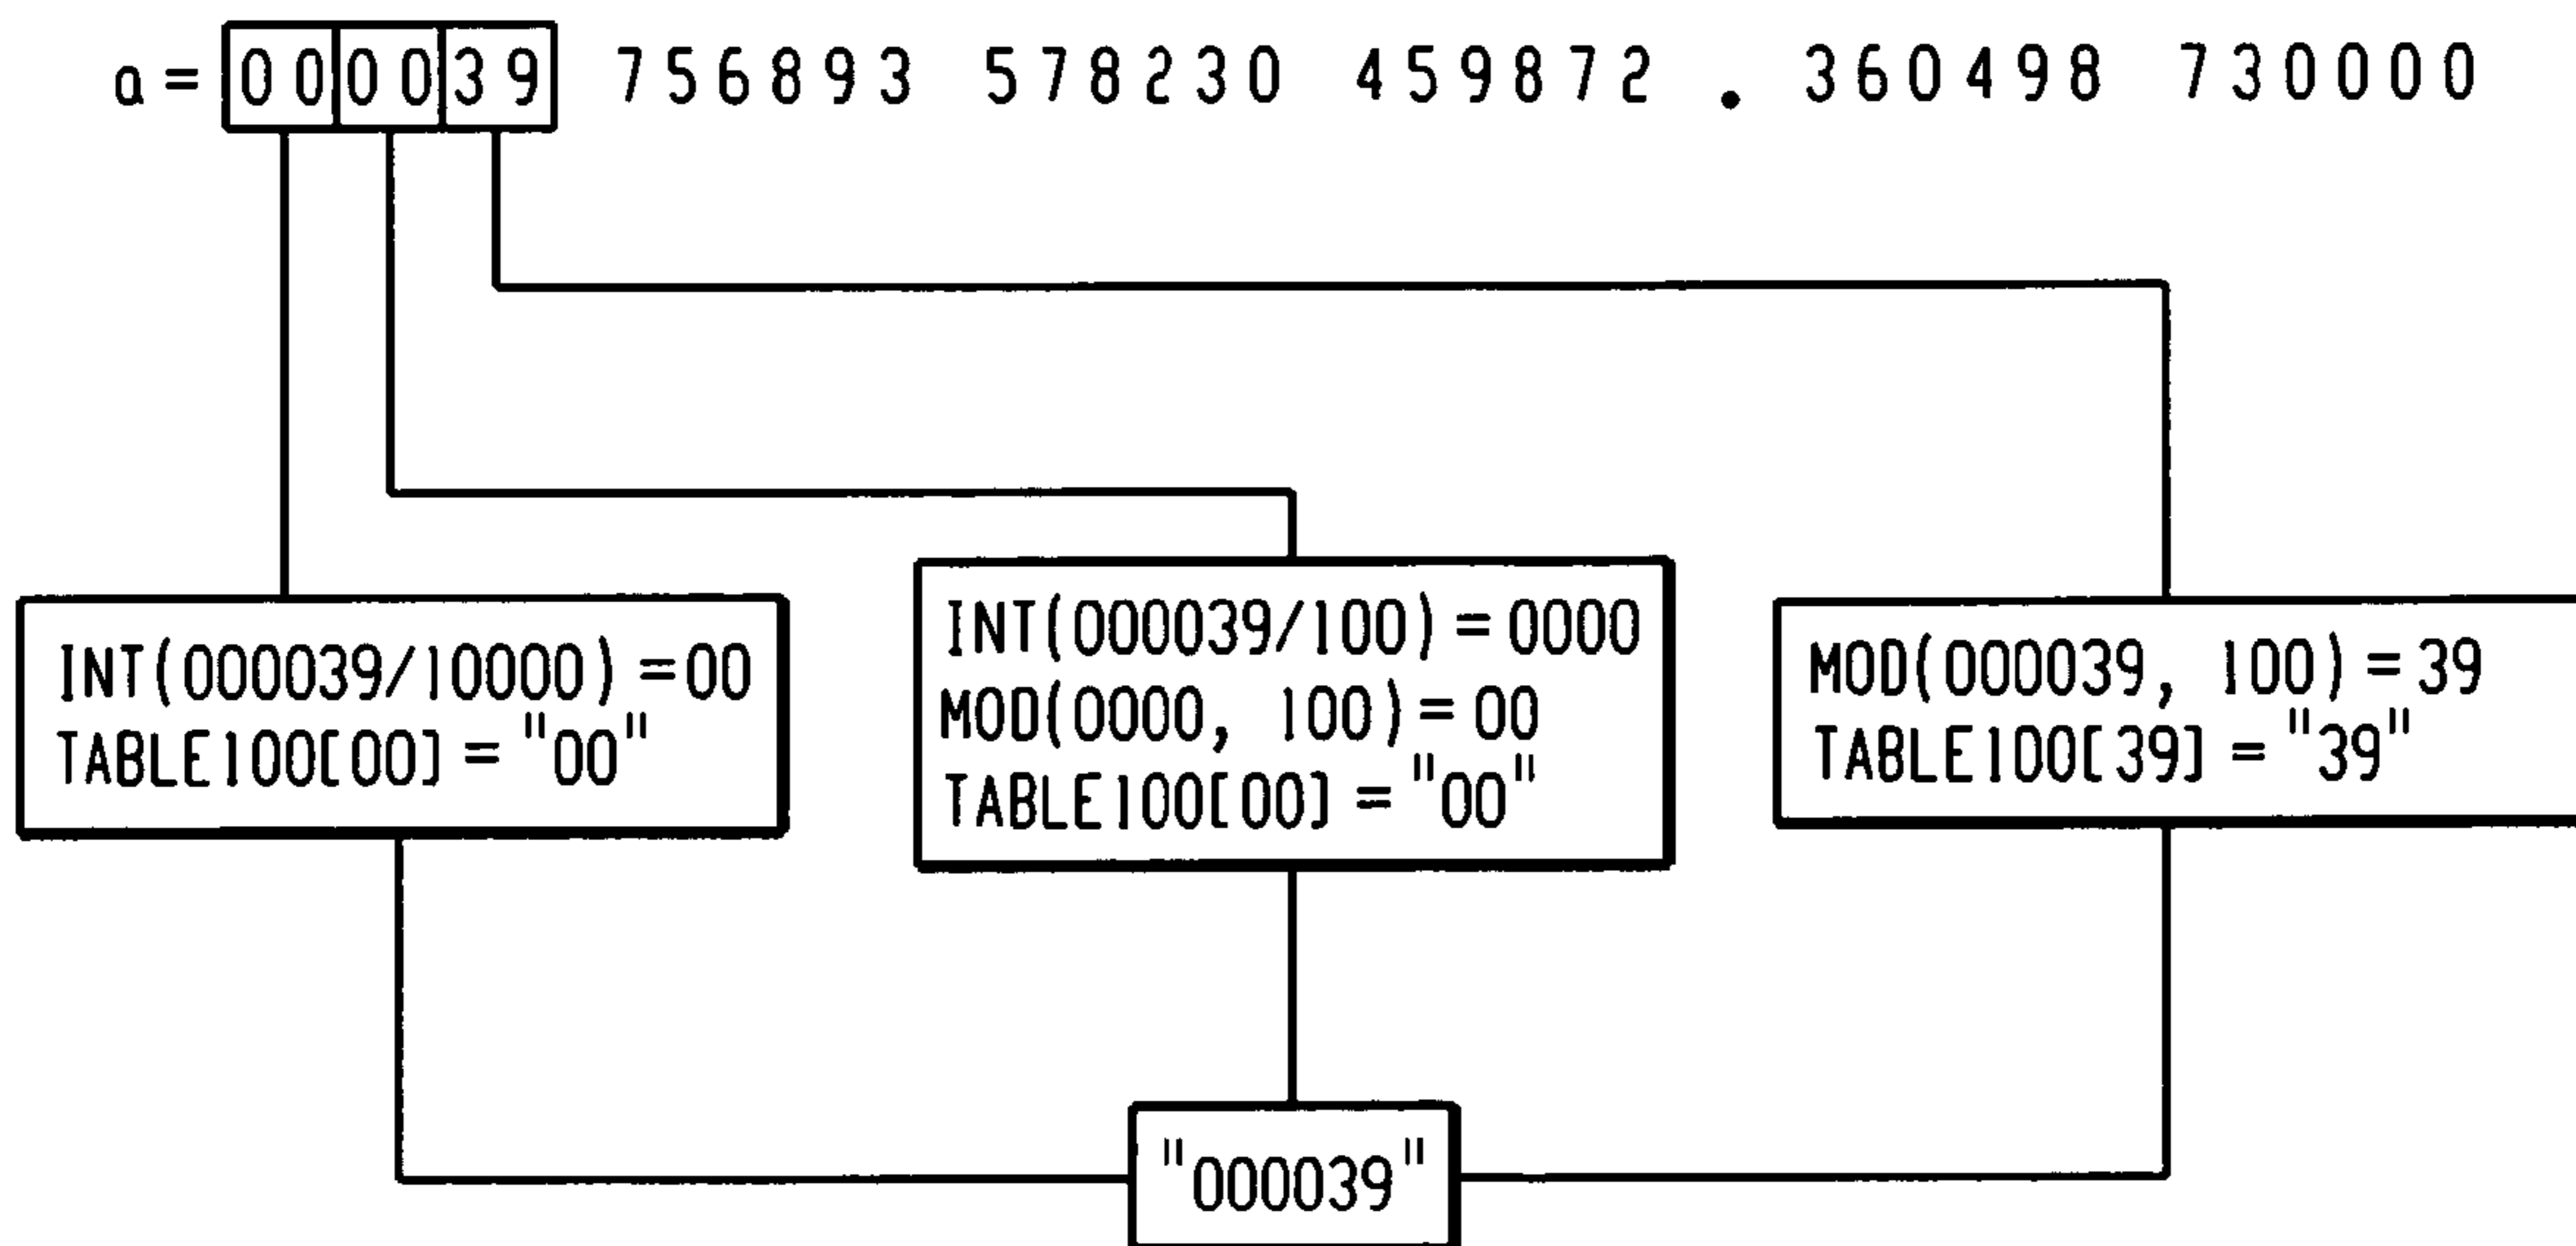 a = 00 00 39 756893 578230 459872 . 360498 730000
INT(000039/10000) =00
TABLE100[00] = "00"
INT(000039/100) = 0000
MOD(0000, 100) = 00
TABLE100[00] = "00"
MOD(000039, 100) = 39
TABLE100[39] = "39"
"000039"